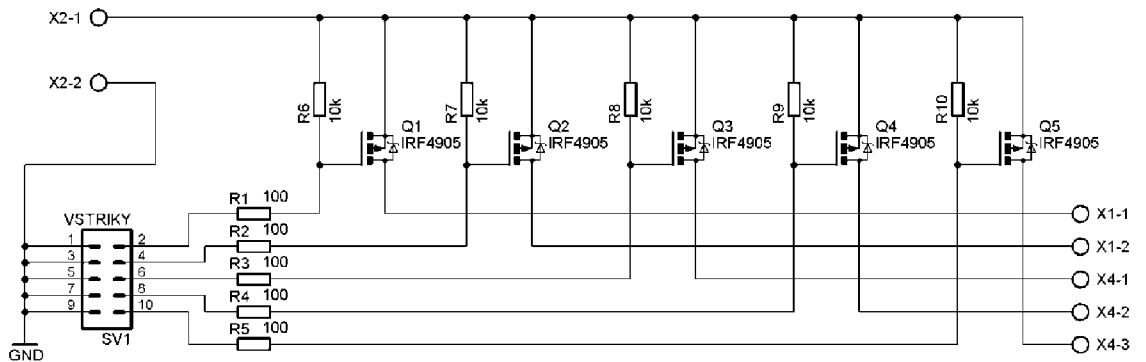 X2-1
X2-2
R6 10k
R7 10k
R8 10k
R9 10k
R10 10k
Q1
IRF4905
Q2
IRF4905
Q3
IRF4905
Q4
IRF4905
Q5
IRF4905
VSTRIKY
1 2
3 4
5 6
7 8
9 10
SV1
GND
R1 100
R2 100
R3 100
R4 100
R5 100
X1-1
X1-2
X4-1
X4-2
X4-3